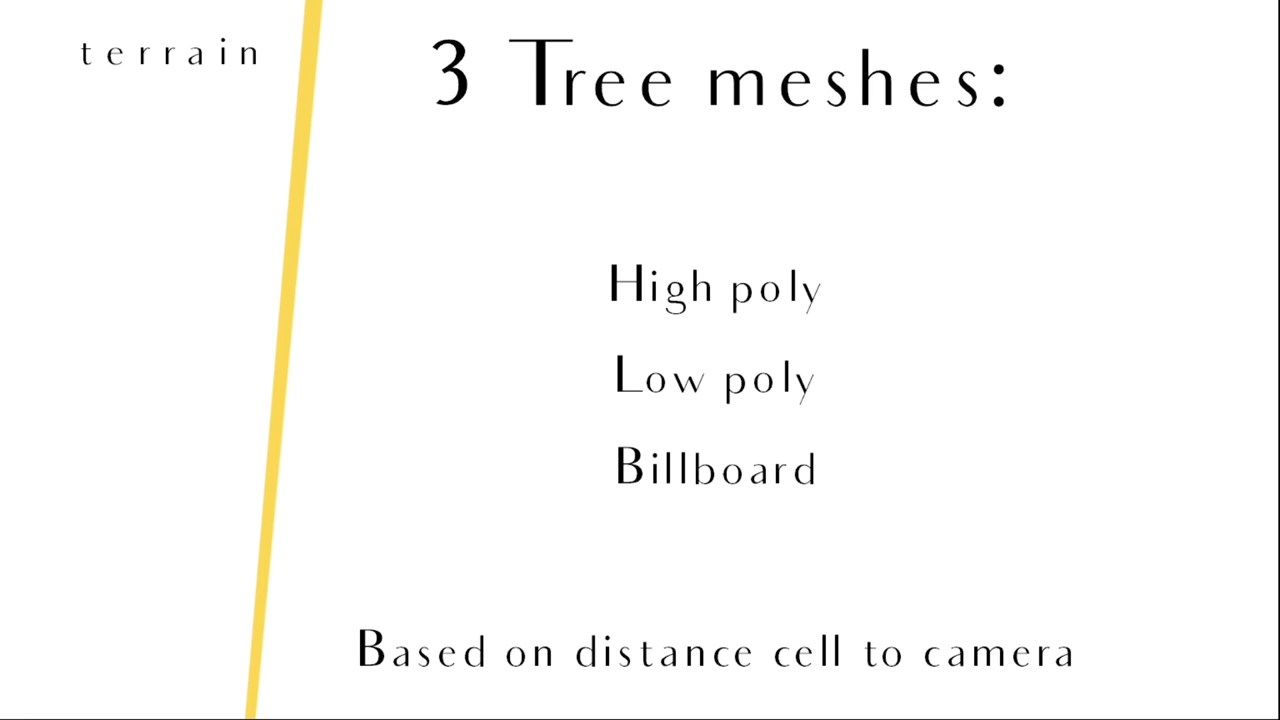 terrain
3 Tree meshes:
High poly
Low poly
Billboard
Based on distance cell to camera